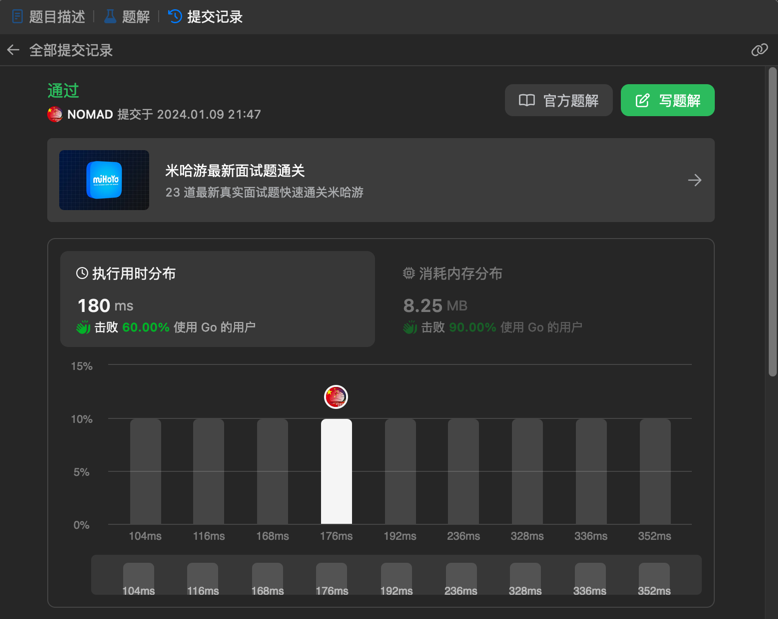 题目描述 | 题解 | 提交记录
全部提交记录
通过
NOMAD 提交于 2024.01.09 21:47
官方题解
写题解
miHoYo
米哈游最新面试题通关
23 道最新真实面试题快速通关米哈游
执行用时分布
180 ms
击败 60.00% 使用 Go 的用户
消耗内存分布
8.25 MB
击败 90.00% 使用 Go 的用户
15%
10%
5%
0%
104ms 116ms 168ms 176ms 192ms 236ms 328ms 336ms 352ms
104ms 116ms 168ms 176ms 192ms 236ms 328ms 336ms 352ms